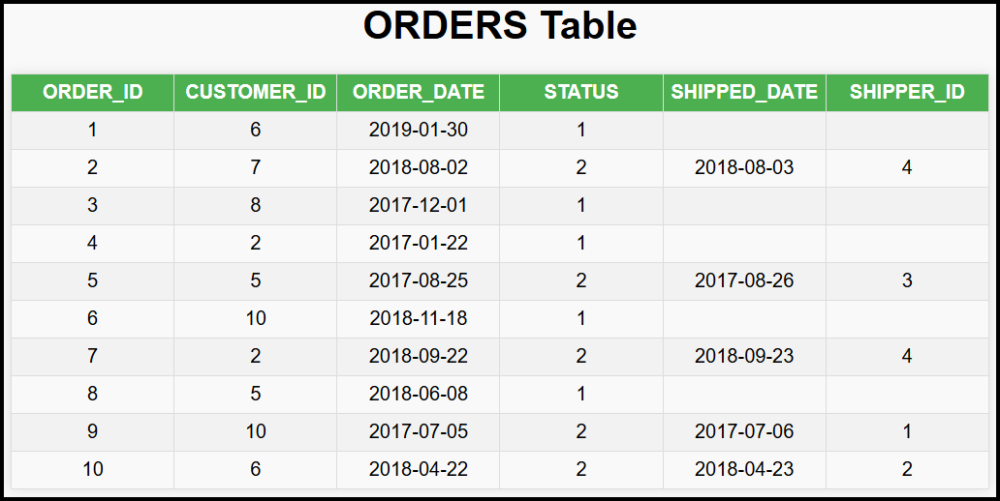 ORDERS Table
ORDER_ID CUSTOMER_ID ORDER_DATE STATUS SHIPPED_DATE SHIPPER_ID
1 6 2019-01-30 1
2 7 2018-08-02 2 2018-08-03 4
3 8 2017-12-01 1
4 2 2017-01-22 1
5 5 2017-08-25 2 2017-08-26 3
6 10 2018-11-18 1
7 2 2018-09-22 2 2018-09-23 4
8 5 2018-06-08 1
9 10 2017-07-05 2 2017-07-06 1
10 6 2018-04-22 2 2018-04-23 2